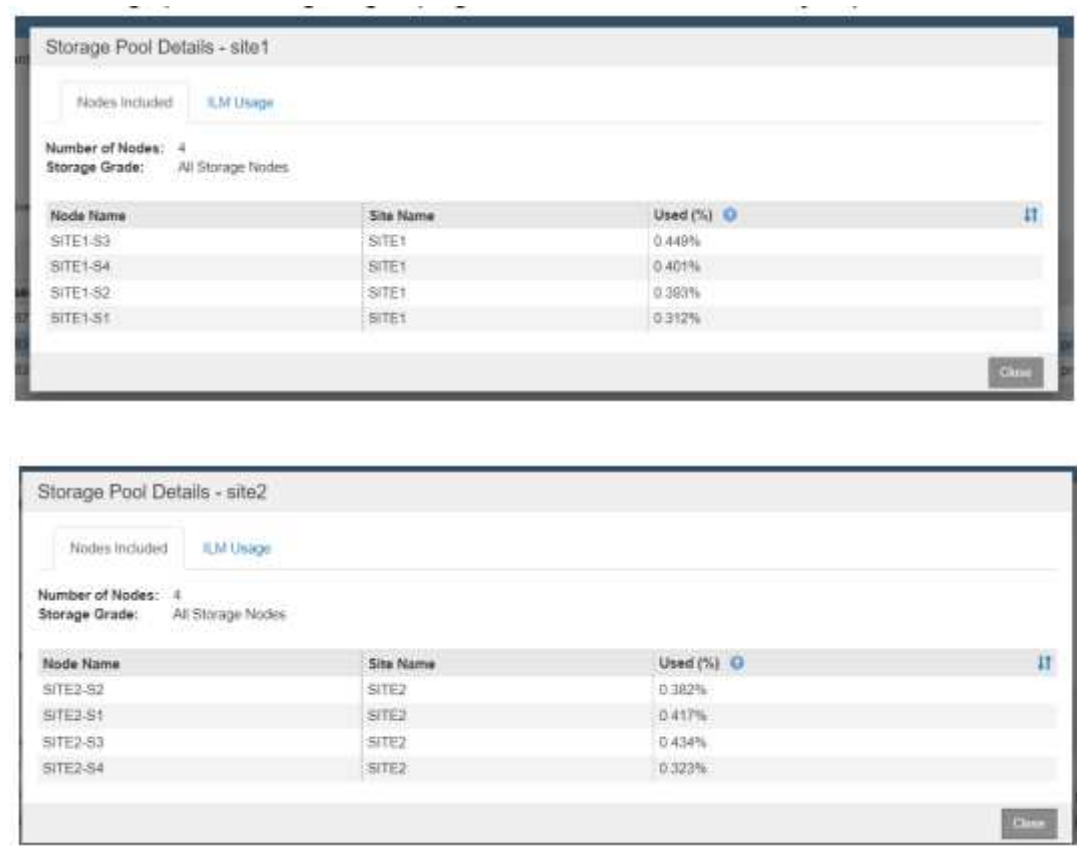 Storage Pool Details - site1
Nodes Included ILM Usage
Number of Nodes: 4
Storage Grade: All Storage Nodes
Node Name Site Name Used (%)
SITE1-S3 SITE1 0.449%
SITE1-S4 SITE1 0.401%
SITE1-S2 SITE1 0.393%
SITE1-S1 SITE1 0.312%
Close
Storage Pool Details - site2
Nodes Included ILM Usage
Number of Nodes: 4
Storage Grade: All Storage Nodes
Node Name Site Name Used (%)
SITE2-S2 SITE2 0.382%
SITE2-S1 SITE2 0.417%
SITE2-S3 SITE2 0.434%
SITE2-S4 SITE2 0.323%
Close